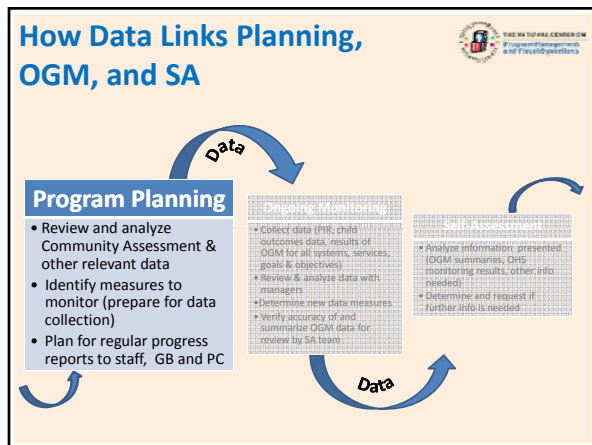 How Data Links Planning,
OGM, and SA
THE NATIONAL CENTER ON
Program Management
and Fiscal Operations
Data
Program Planning
• Review and analyze
Community Assessment &
other relevant data
• Identify measures to
monitor (prepare for data
collection)
• Plan for regular progress
reports to staff, GB and PC
Ongoing Monitoring
• Collect data (PIR, child
outcomes data, results of
OGM for all systems, services,
goals & objectives)
• Review & analyze data with
managers
•Determine new data measures
• Verify accuracy of and
summarize OGM data for
review by SA team
Self-Assessment
• Analyze information presented
(OGM summaries, OHS
monitoring results, other info
needed)
• Determine and request if
further info is needed
Data